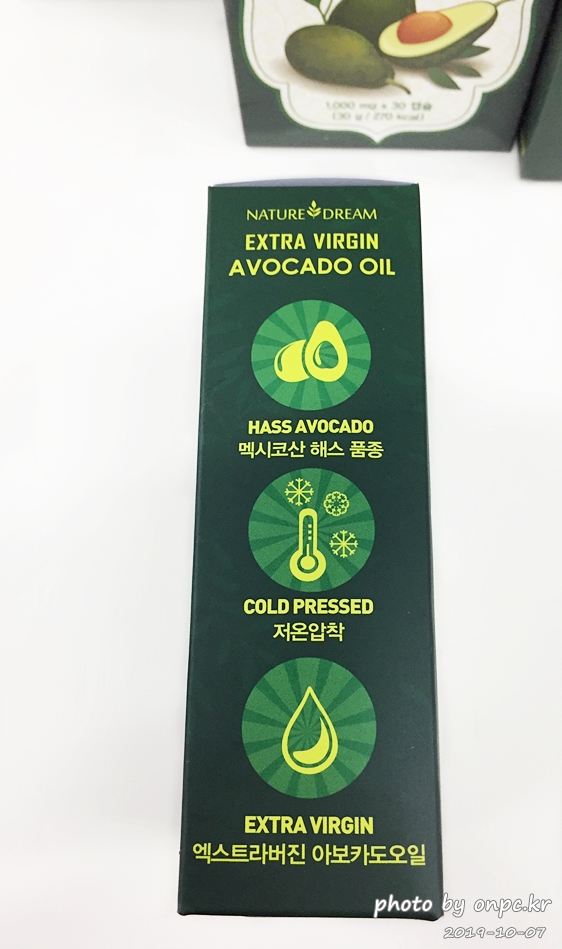 1,000 mg x 30 캡슐
(30 g / 270 kcal)
NATURE DREAM
EXTRA VIRGIN
AVOCADO OIL
HASS AVOCADO
멕시코산 해스 품종
COLD PRESSED
저온압착
EXTRA VIRGIN
엑스트라버진 아보카도오일
photo by onpc.kr
2019-10-07